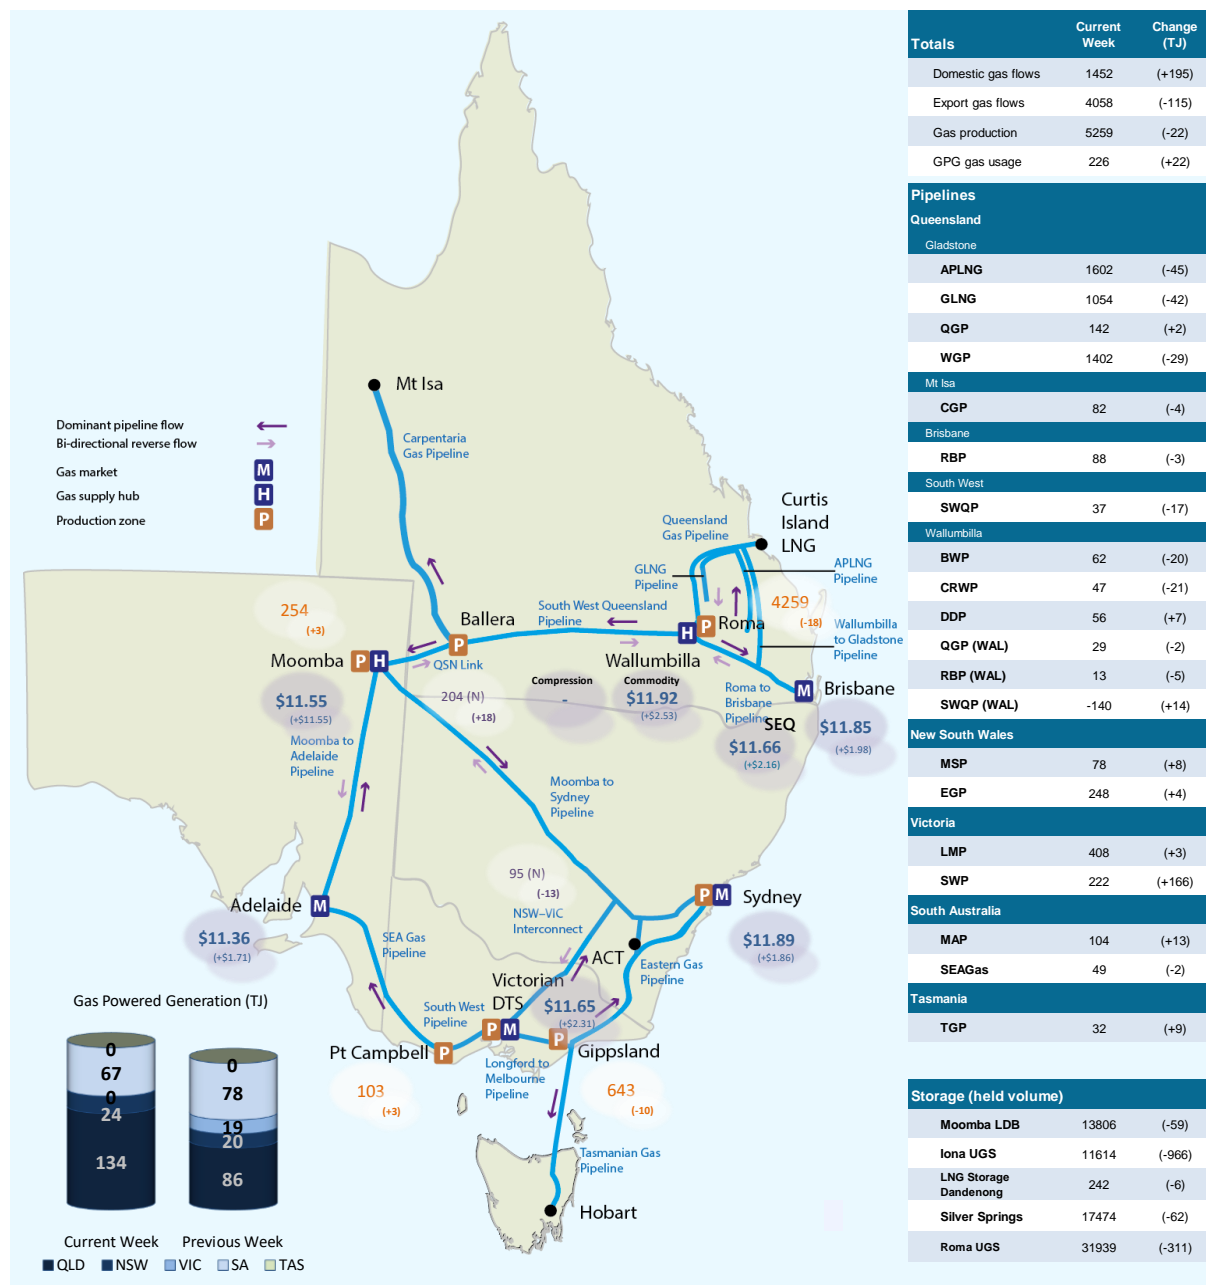 Dominant pipeline flow
Bi-directional reverse flow
Gas market
M
Gas supply hub
H
Production zone
P
Mt Isa
Carpentaria
Gas Pipeline
Curtis
Island
LNG
Queensland
Gas Pipeline
GLNG
Pipeline
APLNG
Pipeline
4259
(-18)
Wallumbilla
to Gladstone
Pipeline
254
(+3)
Ballera
P
South West Queensland
Pipeline
H
P
Roma
Wallumbilla
Moomba
P
H
QSN Link
204 (N)
(+18)
Compression
-
Commodity
$11.92
(+$2.53)
Roma to
Brisbane
Pipeline
M
Brisbane
SEQ
$11.66
(+$2.16)
$11.85
(+$1.98)
$11.55
(+$11.55)
Moomba to
Adelaide
Pipeline
Moomba to
Sydney
Pipeline
95 (N)
(-13)
NSW–VIC
Interconnect
P
M
Sydney
$11.89
(+$1.86)
Adelaide
M
$11.36
(+$1.71)
SEA Gas
Pipeline
ACT
Eastern Gas
Pipeline
Victorian
DTS
$11.65
(+$2.31)
South West
Pipeline
P
M
P
Pt Campbell
P
Gippsland
Longford to
Melbourne
Pipeline
103
(+3)
643
(-10)
Tasmanian Gas
Pipeline
Hobart
Gas Powered Generation (TJ)
0
67
0
24
134
0
78
19
20
86
Current Week
Previous Week
QLD
NSW
VIC
SA
TAS
Totals
Current
Week
Change
(TJ)
Domestic gas flows 1452 (+195)
Export gas flows 4058 (-115)
Gas production 5259 (-22)
GPG gas usage 226 (+22)
Pipelines
Queensland
Gladstone
APLNG 1602 (-45)
GLNG 1054 (-42)
QGP 142 (+2)
WGP 1402 (-29)
Mt Isa
CGP 82 (-4)
Brisbane
RBP 88 (-3)
South West
SWQP 37 (-17)
Wallumbilla
BWP 62 (-20)
CRWP 47 (-21)
DDP 56 (+7)
QGP (WAL) 29 (-2)
RBP (WAL) 13 (-5)
SWQP (WAL) -140 (+14)
New South Wales
MSP 78 (+8)
EGP 248 (+4)
Victoria
LMP 408 (+3)
SWP 222 (+166)
South Australia
MAP 104 (+13)
SEAGas 49 (-2)
Tasmania
TGP 32 (+9)
Storage (held volume)
Moomba LDB 13806 (-59)
Iona UGS 11614 (-966)
LNG Storage
Dandenong 242 (-6)
Silver Springs 17474 (-62)
Roma UGS 31939 (-311)